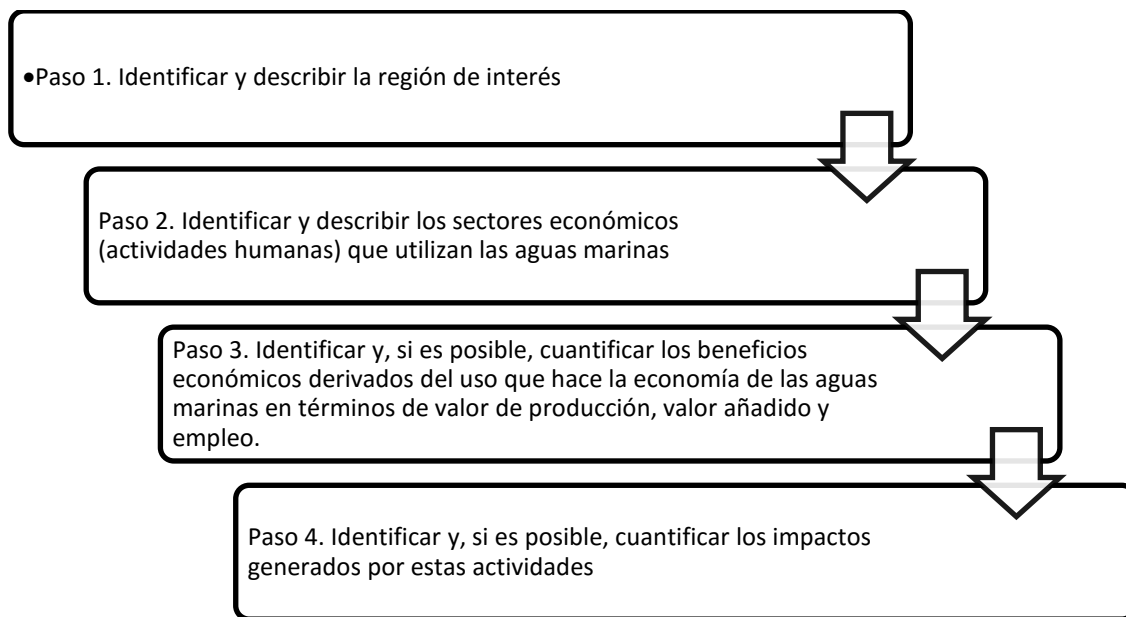 •Paso 1. Identificar y describir la región de interés
Paso 2. Identificar y describir los sectores económicos
(actividades humanas) que utilizan las aguas marinas
Paso 3. Identificar y, si es posible, cuantificar los beneficios
económicos derivados del uso que hace la economía de las aguas
marinas en términos de valor de producción, valor añadido y
empleo.
Paso 4. Identificar y, si es posible, cuantificar los impactos
generados por estas actividades